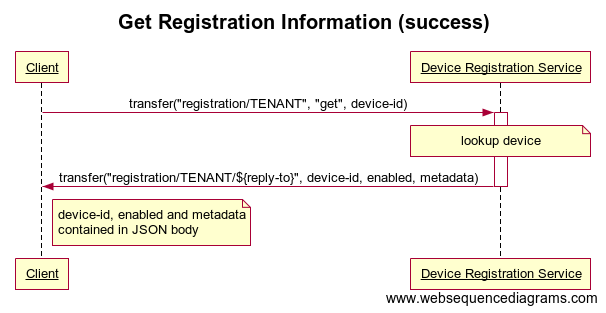 Get Registration Information (success)
Client
Device Registration Service
transfer("registration/TENANT", "get", device-id)
lookup device
transfer("registration/TENANT/${reply-to}", device-id, enabled, metadata)
device-id, enabled and metadata
contained in JSON body
Client
Device Registration Service
www.websequencediagrams.com